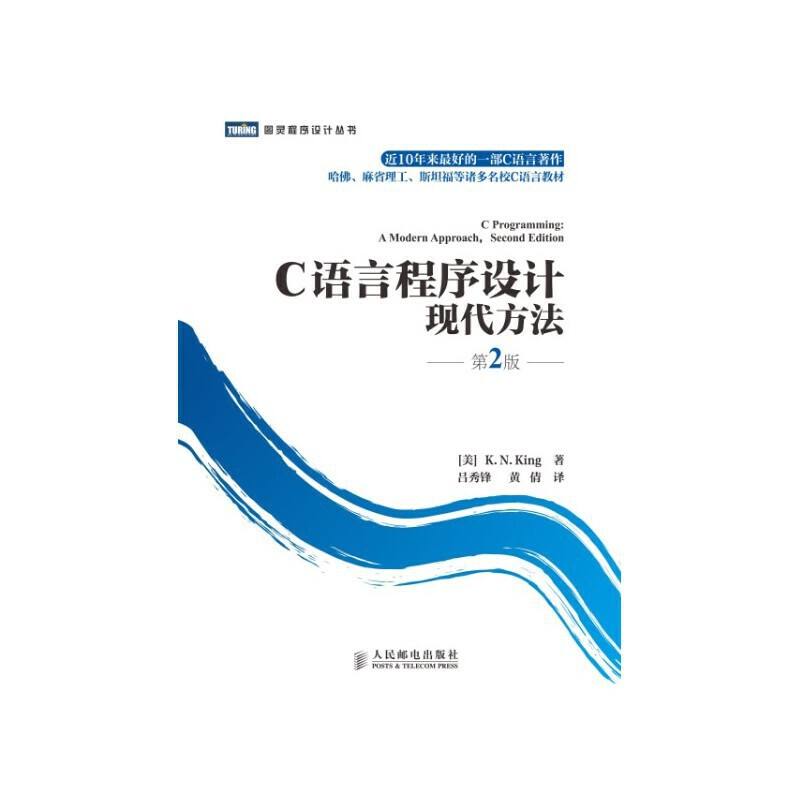 TURING 图灵程序设计丛书
近10年来最好的一部C语言著作
哈佛、麻省理工、斯坦福等诸多名校C语言教材
C Programming:
A Modern Approach, Second Edition
C语言程序设计
现代方法
第2版
[美] K. N. King 著
吕秀锋 黄倩 译
人民邮电出版社
POSTS & TELECOM PRESS